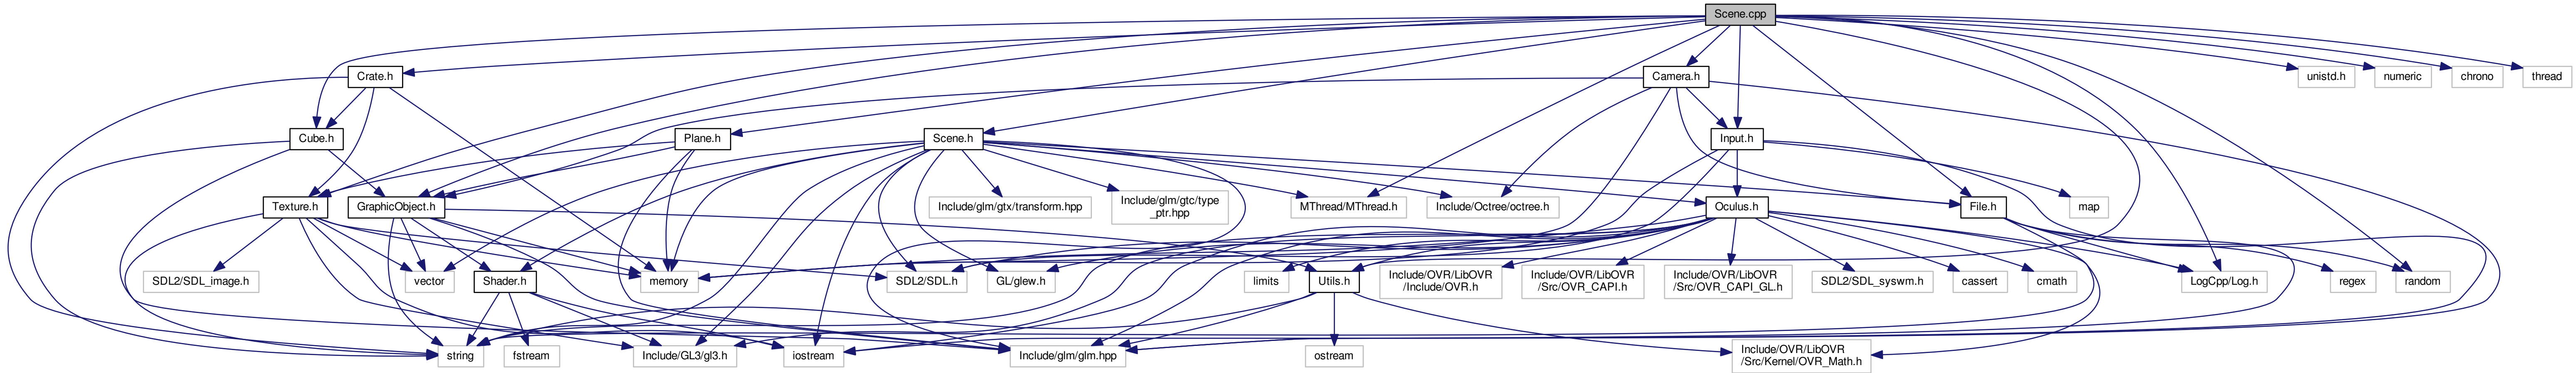 Scene.cpp
Crate.h
Camera.h
unistd.h
numeric
chrono
thread
Cube.h
Plane.h
Scene.h
Input.h
Texture.h
GraphicObject.h
Include/glm/gtx/transform.hpp
Include/glm/gtc/type
_ptr.hpp
MThread/MThread.h
Include/Octree/octree.h
Oculus.h
File.h
map
SDL2/SDL_image.h
vector
Shader.h
memory
SDL2/SDL.h
GL/glew.h
limits
Utils.h
Include/OVR/LibOVR
/Include/OVR.h
Include/OVR/LibOVR
/Src/OVR_CAPI.h
Include/OVR/LibOVR
/Src/OVR_CAPI_GL.h
SDL2/SDL_syswm.h
cassert
cmath
LogCpp/Log.h
regex
random
string
fstream
Include/GL3/gl3.h
iostream
Include/glm/glm.hpp
ostream
Include/OVR/LibOVR
/Src/Kernel/OVR_Math.h